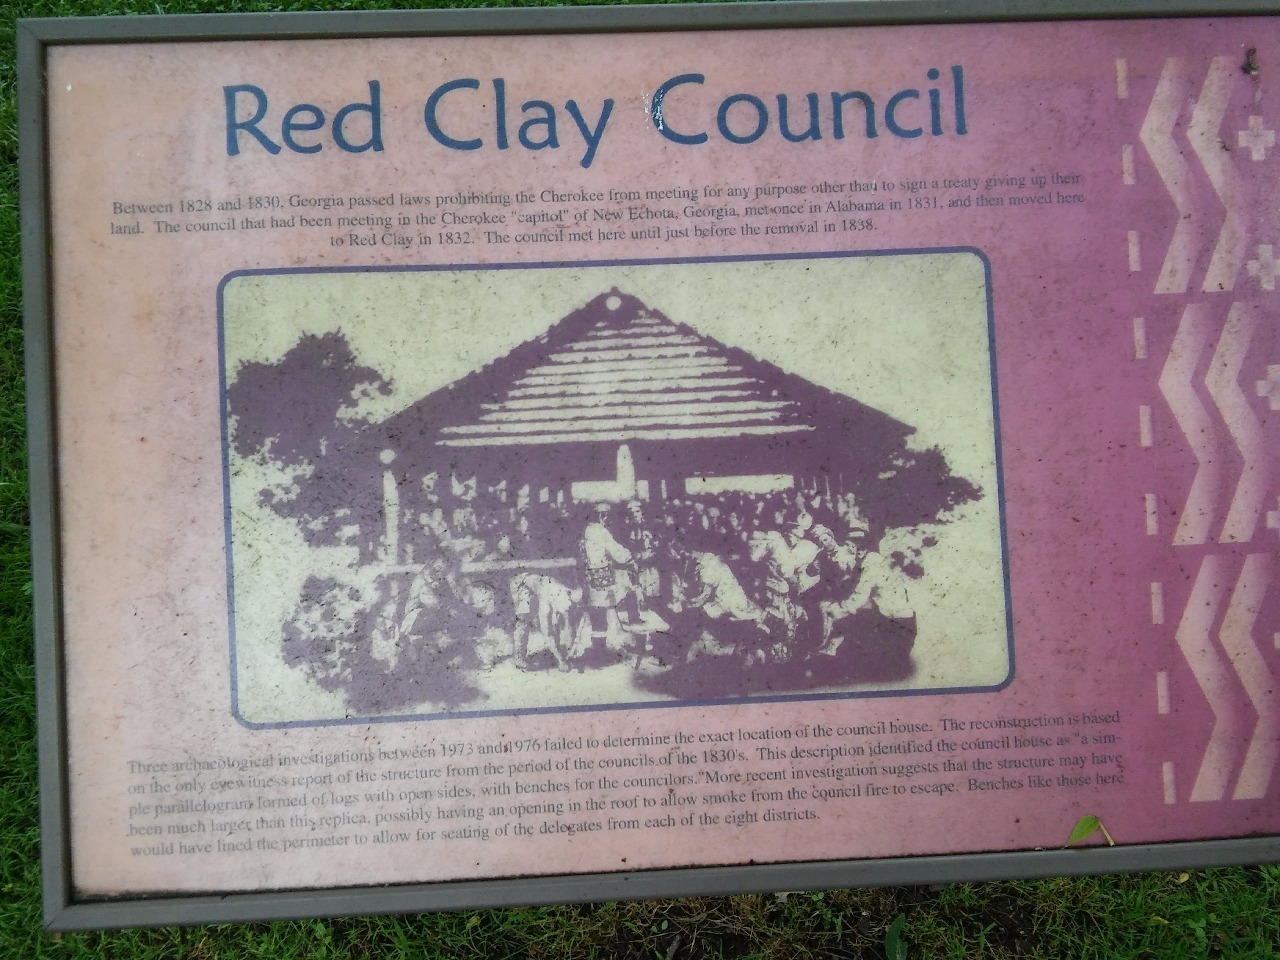 Red Clay Council
Between 1828 and 1830, Georgia passed laws prohibiting the Cherokee from meeting for any purpose other than to sign a treaty giving up their
land. The council that had been meeting in the Cherokee "capitol" of New Echota, Georgia, met once in Alabama in 1831, and then moved here
to Red Clay in 1832. The council met here until just before the removal in 1838.
Three archaeological investigations between 1973 and 1976 failed to determine the exact location of the council house. The reconstruction is based
on the only eyewitness report of the structure from the period of the councils of the 1830's. This description identified the council house as "a sim-
ple parallelogram formed of logs with open sides, with benches for the councilors."More recent investigation suggests that the structure may have
been much larger than this replica, possibly having an opening in the roof to allow smoke from the council fire to escape. Benches like those here
would have lined the perimeter to allow for seating of the delegates from each of the eight districts.